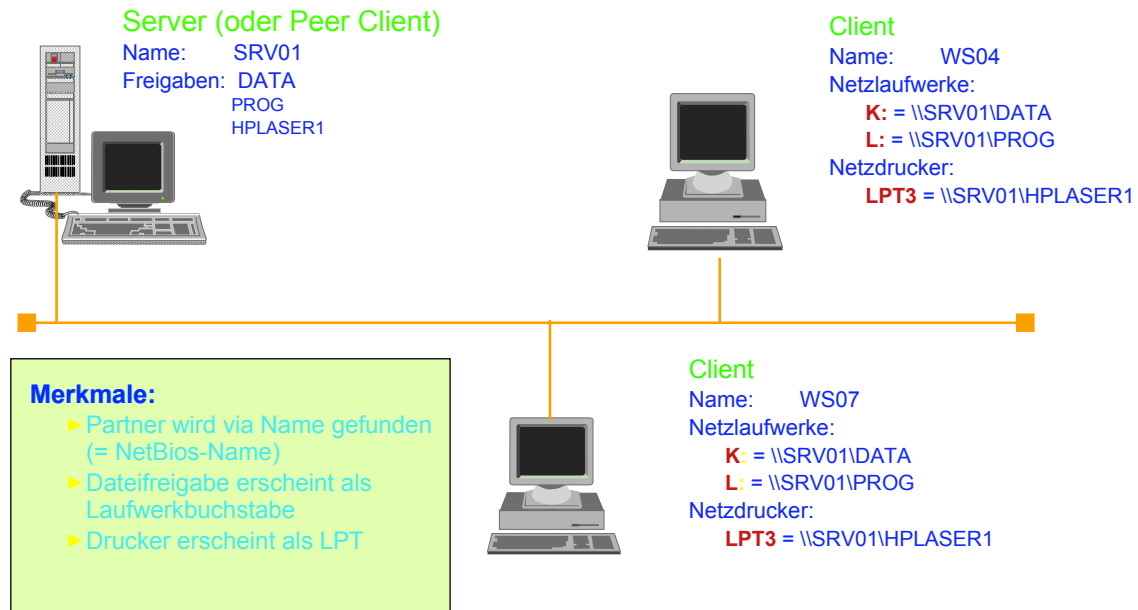 Server (oder Peer Client)
Name: SRV01
Freigaben: DATA
PROG
HPLASER1
Client
Name: WS04
Netzlaufwerke:
K: = \\SRV01\DATA
L: = \\SRV01\PROG
Netzdrucker:
LPT3 = \\SRV01\HPLASER1
Merkmale:
►Partner wird via Name gefunden
(= NetBios-Name)
►Dateifreigabe erscheint als
Laufwerkbuchstabe
►Drucker erscheint als LPT
Client
Name: WS07
Netzlaufwerke:
K: = \\SRV01\DATA
L: = \\SRV01\PROG
Netzdrucker:
LPT3 = \\SRV01\HPLASER1